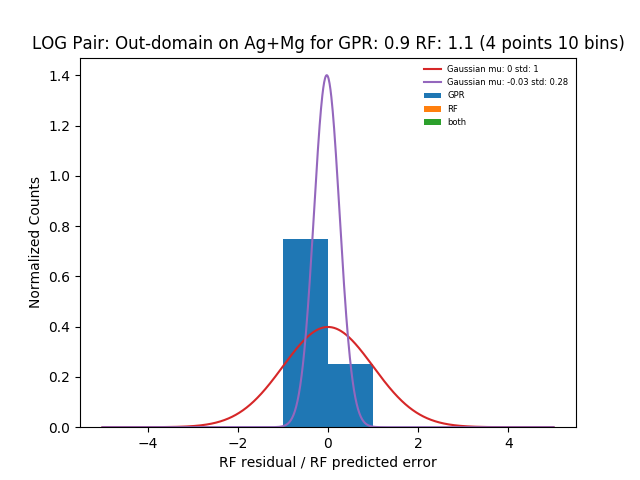 LOG Pair: Out-domain on Ag+Mg for GPR: 0.9 RF: 1.1 (4 points 10 bins)
Gaussian mu: 0 std: 1
Gaussian mu: -0.03 std: 0.28
GPR
RF
both
Normalized Counts
1.4
1.2
1.0
0.8
0.6
0.4
0.2
0.0
−4 −2 0 2 4
RF residual / RF predicted error